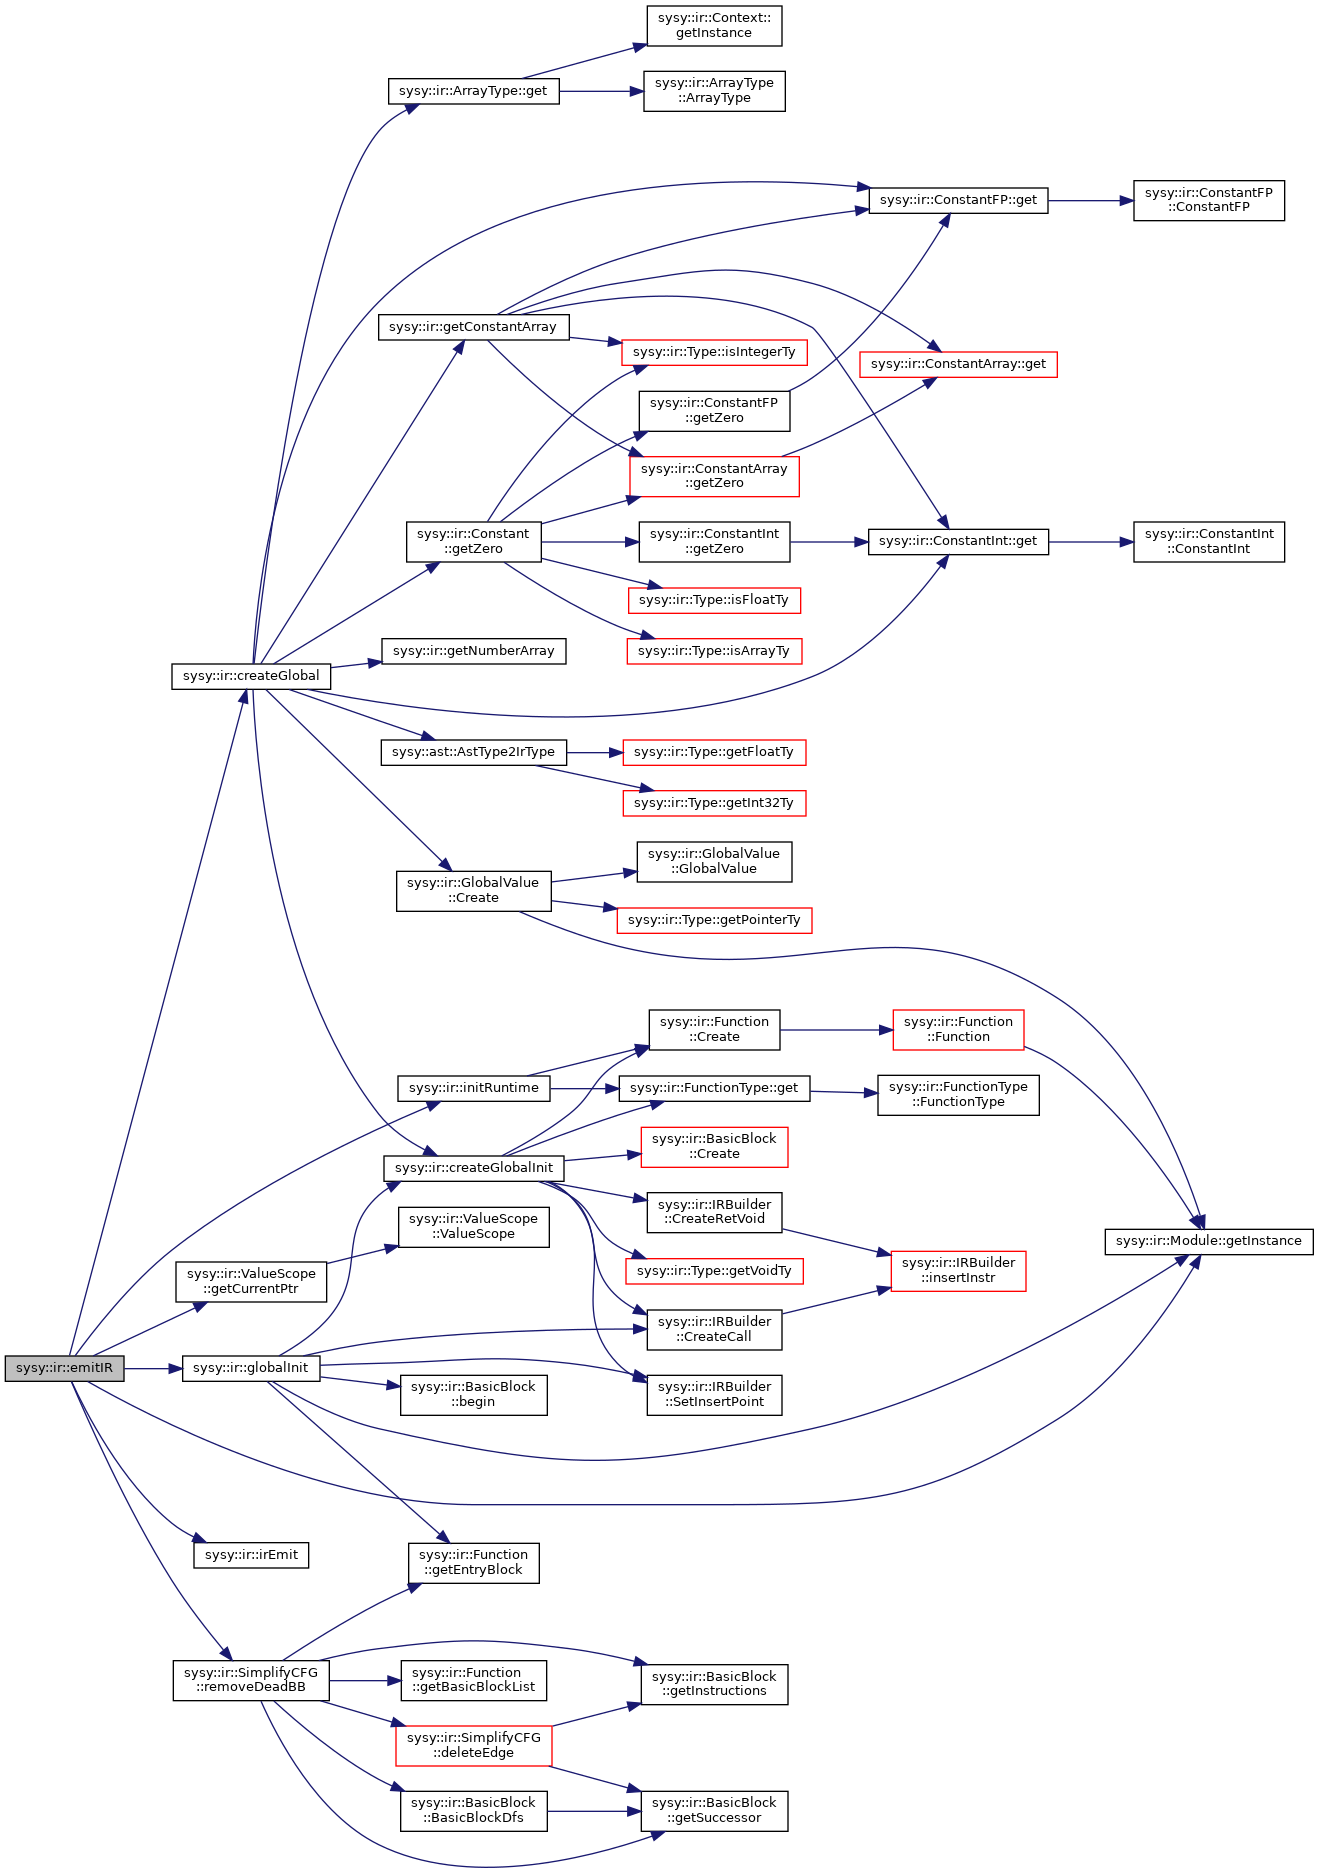 sysy::ir::Context::
getInstance
sysy::ir::ArrayType::get
sysy::ir::ArrayType
::ArrayType
sysy::ir::ConstantFP::get
sysy::ir::ConstantFP
::ConstantFP
sysy::ir::getConstantArray
sysy::ir::Type::isIntegerTy
sysy::ir::ConstantArray::get
sysy::ir::ConstantFP
::getZero
sysy::ir::ConstantArray
::getZero
sysy::ir::Constant
::getZero
sysy::ir::ConstantInt
::getZero
sysy::ir::ConstantInt::get
sysy::ir::ConstantInt
::ConstantInt
sysy::ir::Type::isFloatTy
sysy::ir::Type::isArrayTy
sysy::ir::getNumberArray
sysy::ir::createGlobal
sysy::ast::AstType2IrType
sysy::ir::Type::getFloatTy
sysy::ir::Type::getInt32Ty
sysy::ir::GlobalValue
::GlobalValue
sysy::ir::GlobalValue
::Create
sysy::ir::Type::getPointerTy
sysy::ir::Function
::Create
sysy::ir::Function
::Function
sysy::ir::initRuntime
sysy::ir::FunctionType::get
sysy::ir::FunctionType
::FunctionType
sysy::ir::BasicBlock
::Create
sysy::ir::createGlobalInit
sysy::ir::IRBuilder
::CreateRetVoid
sysy::ir::ValueScope
::ValueScope
sysy::ir::Module::getInstance
sysy::ir::ValueScope
::getCurrentPtr
sysy::ir::Type::getVoidTy
sysy::ir::IRBuilder
::insertInstr
sysy::ir::IRBuilder
::CreateCall
sysy::ir::emitIR
sysy::ir::globalInit
sysy::ir::BasicBlock
::begin
sysy::ir::IRBuilder
::SetInsertPoint
sysy::ir::irEmit
sysy::ir::Function
::getEntryBlock
sysy::ir::SimplifyCFG
::removeDeadBB
sysy::ir::Function
::getBasicBlockList
sysy::ir::BasicBlock
::getInstructions
sysy::ir::SimplifyCFG
::deleteEdge
sysy::ir::BasicBlock
::BasicBlockDfs
sysy::ir::BasicBlock
::getSuccessor